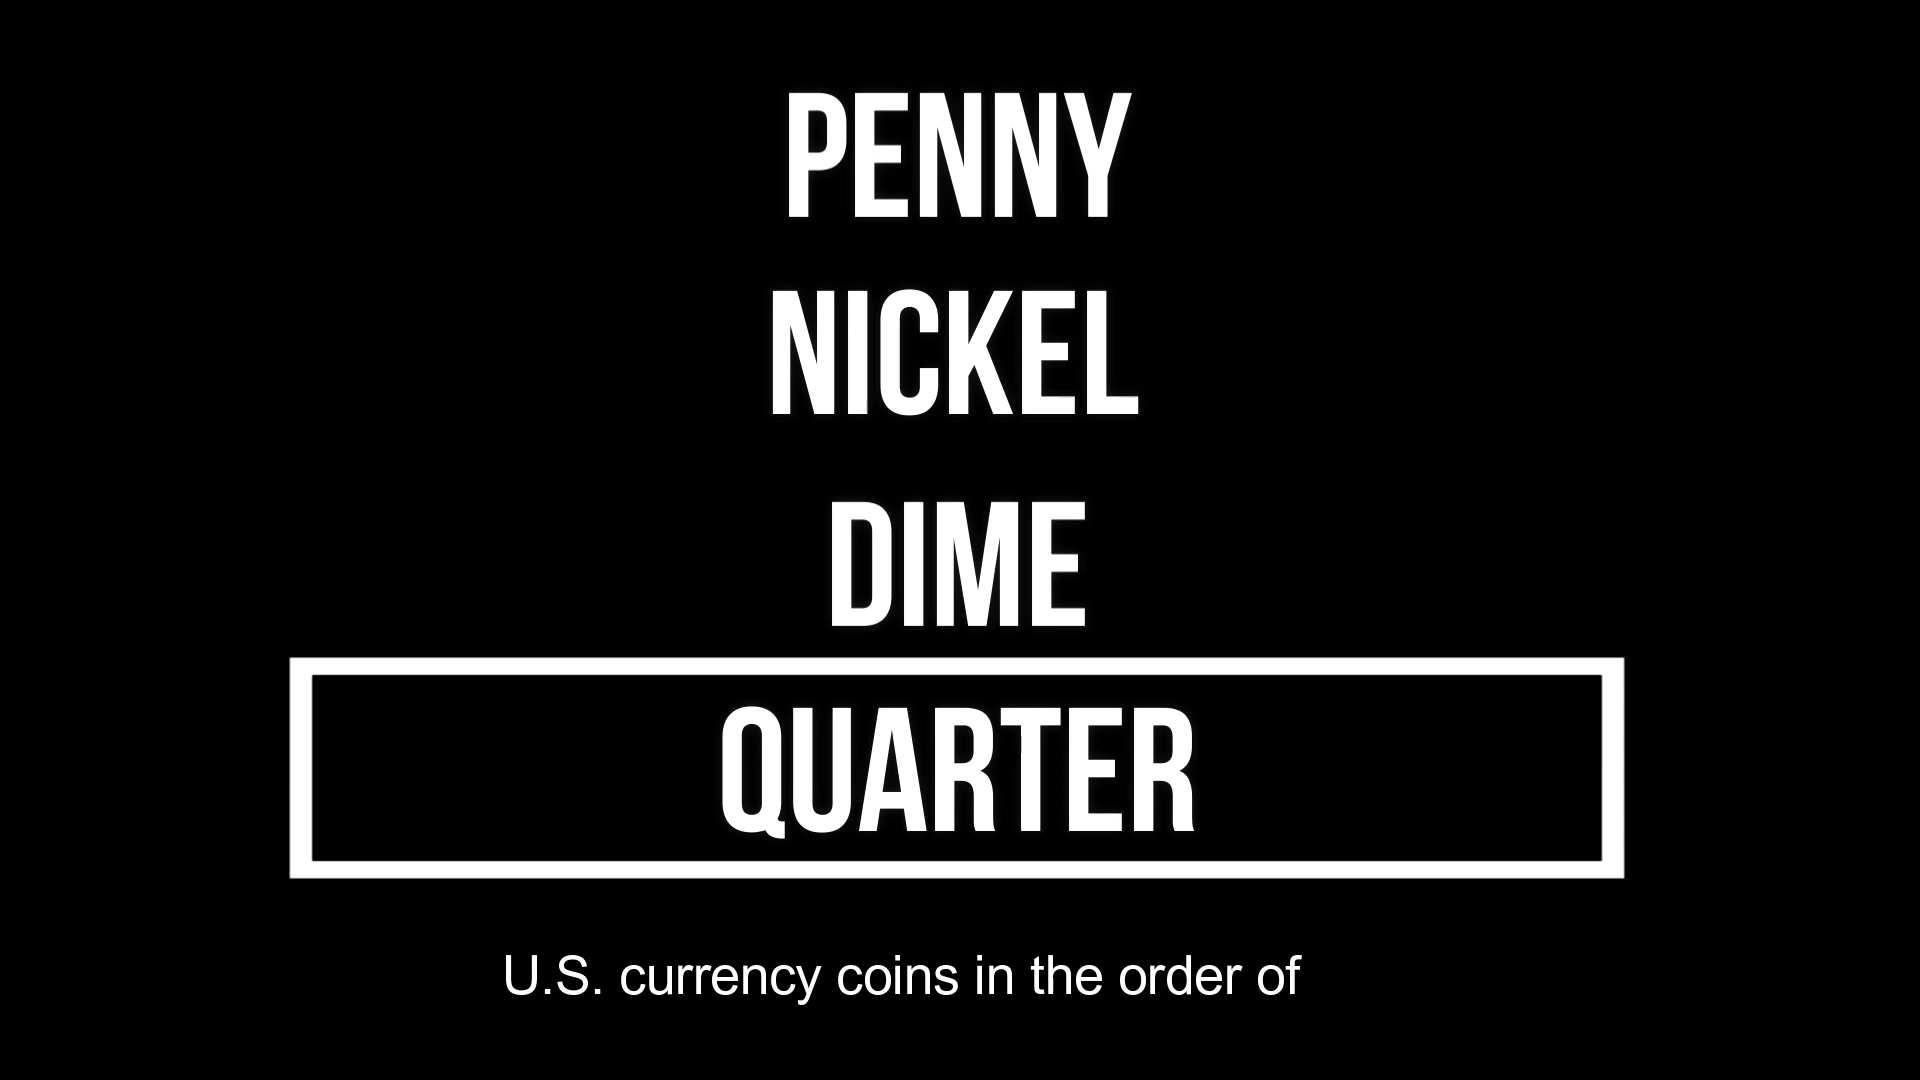 PENNY
NICKEL
DIME
QUARTER
U.S. currency coins in the order of